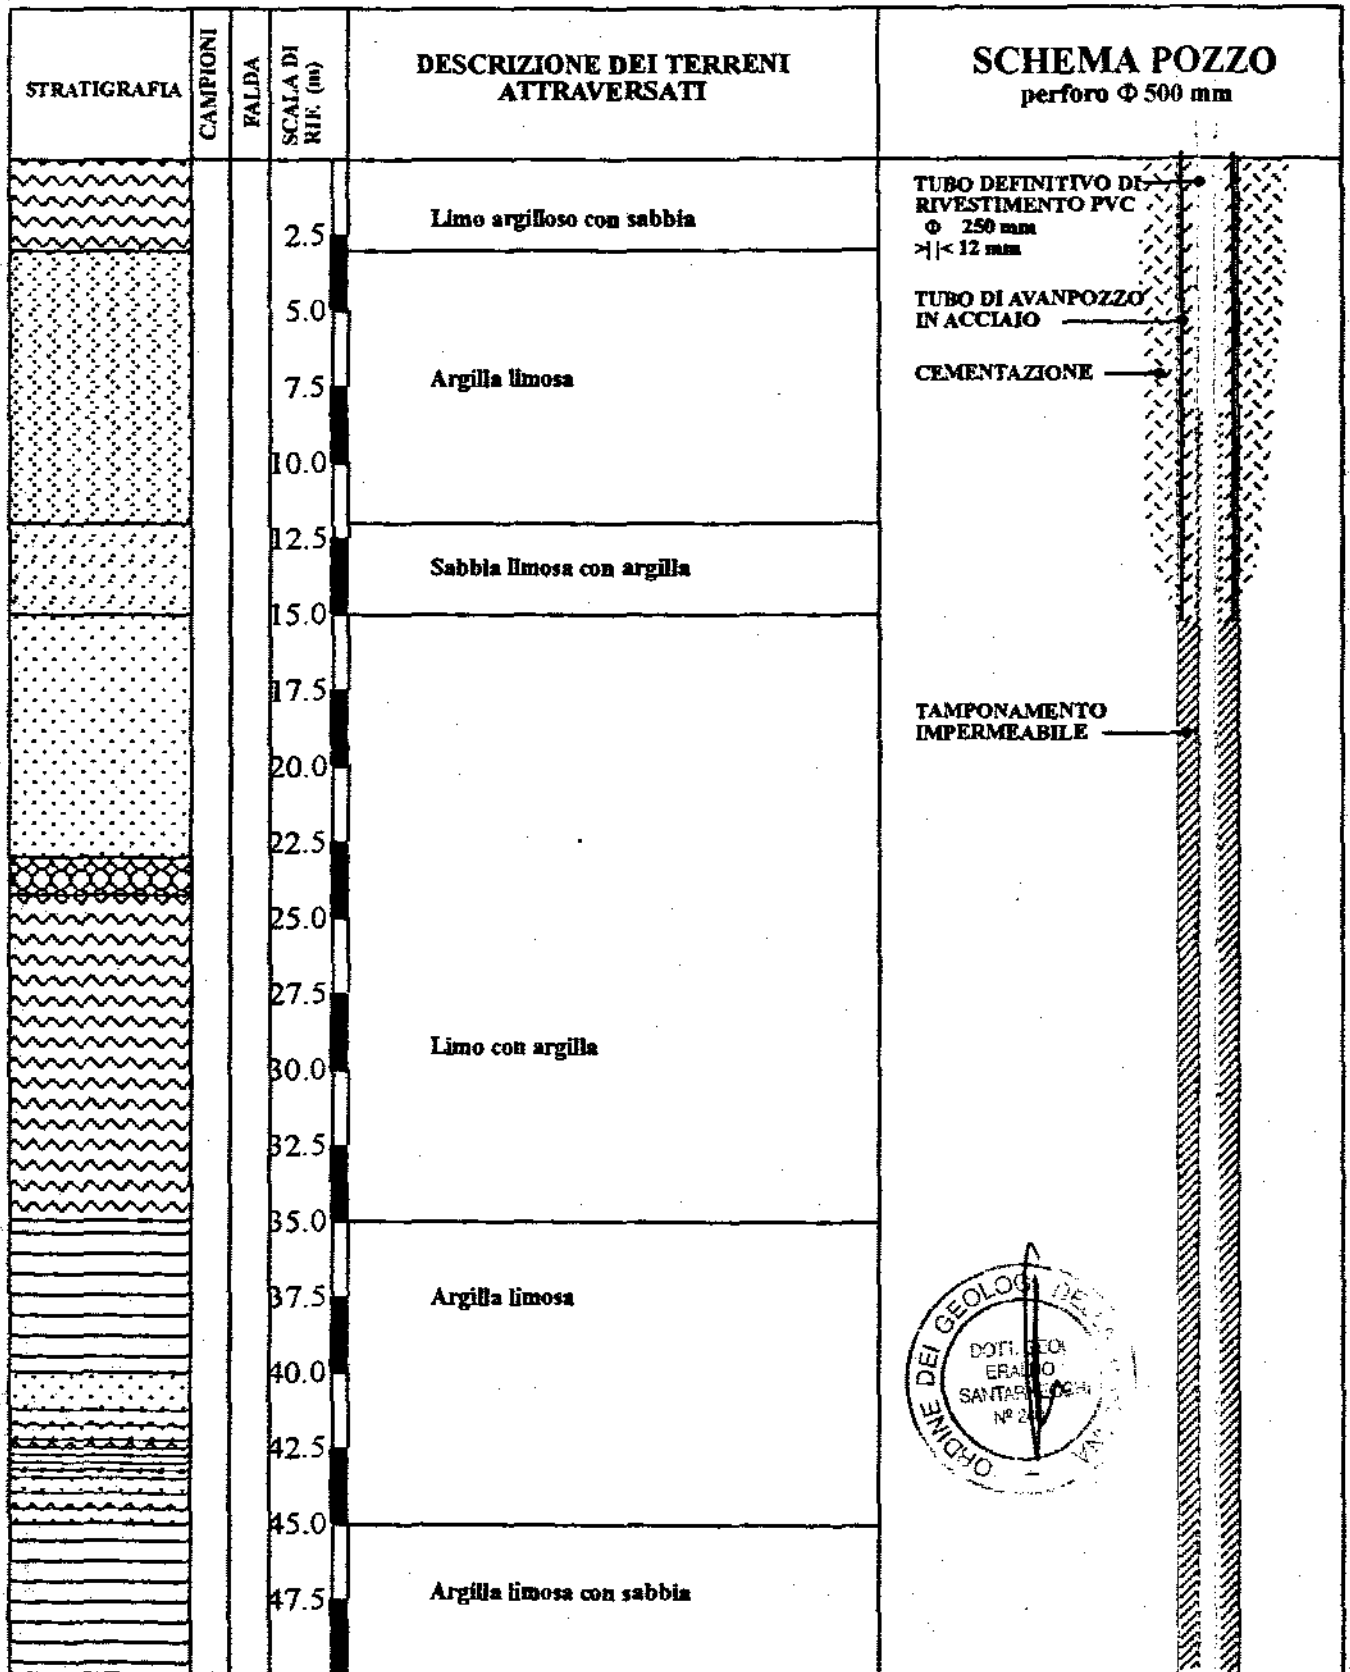 STRATIGRAFIA
CAMPIONI
FALDA
SCALA DI
RIF. (m)
DESCRIZIONE DEI TERRENI
ATTRAVERSATI
SCHEMA POZZO
perforo Φ 500 mm
TUBO DEFINITIVO DI
RIVESTIMENTO PVC
Φ 250 mm
>||< 12 mm
Limo argilloso con sabbia
2.5
TUBO DI AVANPOZZO
IN ACCIAIO
5.0
CEMENTAZIONE
Argilla limosa
7.5
10.0
12.5
Sabbia limosa con argilla
15.0
17.5
TAMPONAMENTO
IMPERMEABILE
20.0
22.5
25.0
27.5
Limo con argilla
30.0
32.5
35.0
37.5
Argilla limosa
40.0
42.5
45.0
47.5
Argilla limosa con sabbia
ORDINE DEI GEOLOGI
DOTT. GEOL
Nº